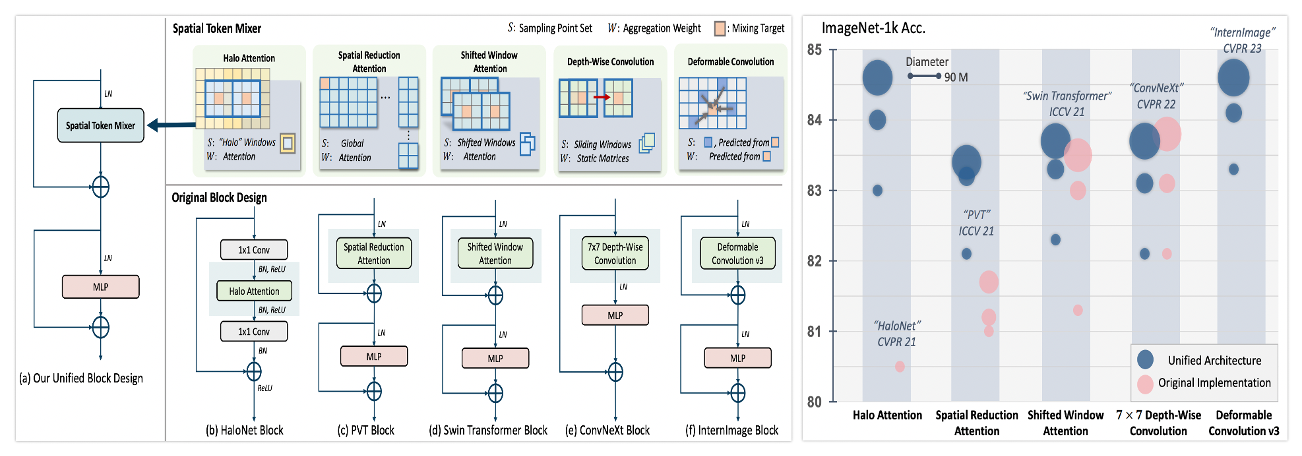 LN
Spatial Token Mixer
LN
MLP
(a) Our Unified Block Design
Spatial Token Mixer
S: Sampling Point Set
W: Aggregation Weight
: Mixing Target
Halo Attention
S: "Halo" Windows
W: Attention
Spatial Reduction
Attention
...
S: Global
W: Attention
Shifted Window
Attention
S: Shifted Windows
W: Attention
Depth-Wise Convolution
S: Sliding Windows
W: Static Matrices
Deformable Convolution
S: , Predicted from
W: Predicted from
Original Block Design
1x1 Conv
BN, ReLU
Halo Attention
BN, ReLU
1x1 Conv
BN
ReLU
(b) HaloNet Block
LN
Spatial Reduction
Attention
LN
MLP
(c) PVT Block
LN
Shifted Window
Attention
LN
MLP
(d) Swin Transformer Block
7x7 Depth-Wise
Convolution
LN
MLP
(e) ConvNeXt Block
LN
Deformable
Convolution v3
LN
MLP
(f) InternImage Block
ImageNet-1k Acc.
85
84
83
82
81
80
Diameter
90 M
"HaloNet"
CVPR 21
"PVT"
ICCV 21
"Swin Transformer"
ICCV 21
"ConvNeXt"
CVPR 22
"InternImage"
CVPR 23
Unified Architecture
Original Implementation
Halo Attention
Spatial Reduction
Attention
Shifted Window
Attention
7 × 7 Depth-Wise
Convolution
Deformable
Convolution v3